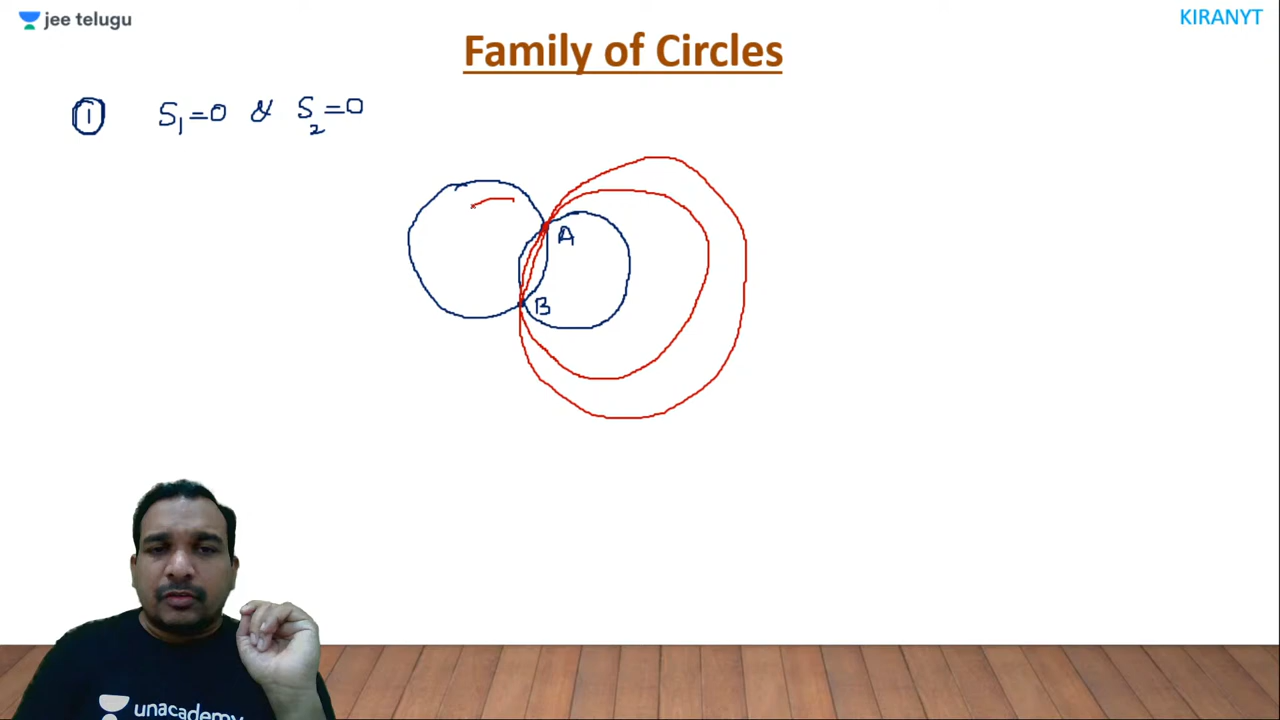 jee telugu
KIRANYT
Family of Circles
① S₁=0 & S₂=0
A
B
unacademy